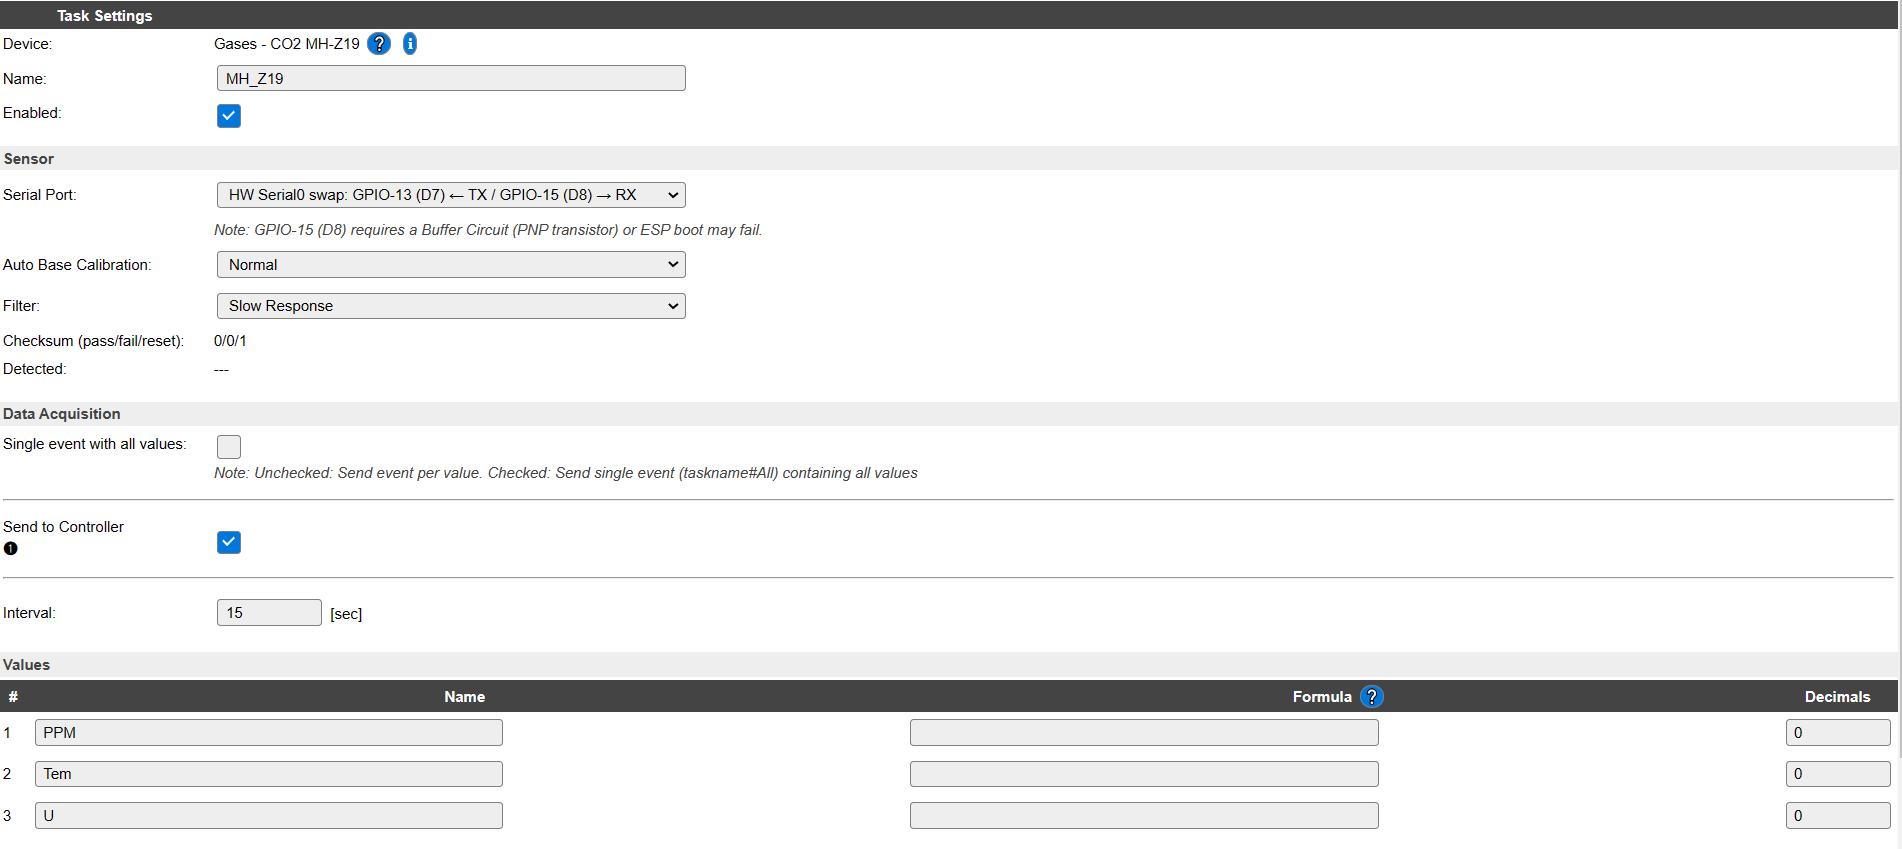 Task Settings
Device: Gases - CO2 MH-Z19 ? i
Name: MH_Z19
Enabled:
Sensor
Serial Port: HW Serial0 swap: GPIO-13 (D7) ← TX / GPIO-15 (D8) → RX
Note: GPIO-15 (D8) requires a Buffer Circuit (PNP transistor) or ESP boot may fail.
Auto Base Calibration: Normal
Filter: Slow Response
Checksum (pass/fail/reset): 0/0/1
Detected: ---
Data Acquisition
Single event with all values:
Note: Unchecked: Send event per value. Checked: Send single event (taskname#All) containing all values
Send to Controller
❶
Interval: 15 [sec]
Values
# Name Formula ? Decimals
1 PPM 0
2 Tem 0
3 U 0